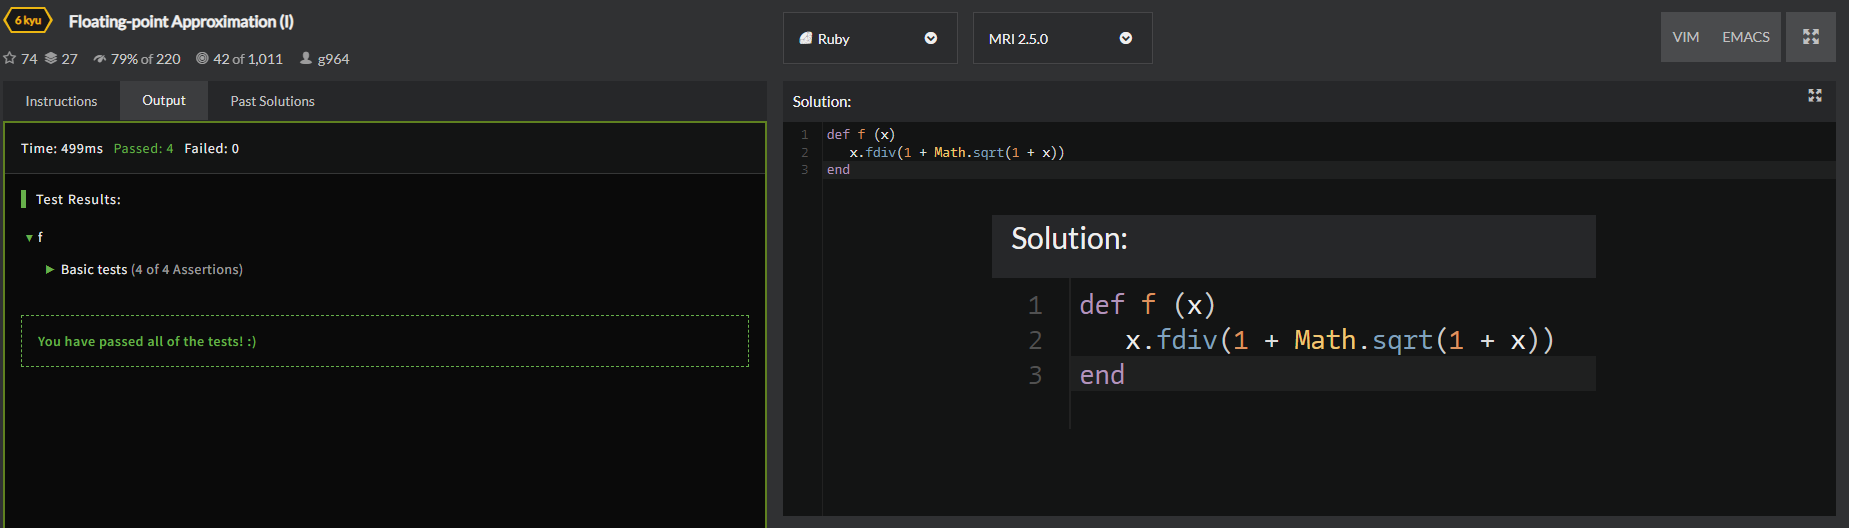 6 kyu Floating-point Approximation (I)
74 27 79% of 220 42 of 1,011 g964
Instructions Output Past Solutions
Time: 499ms Passed: 4 Failed: 0
Test Results:
f
Basic tests (4 of 4 Assertions)
You have passed all of the tests! :)
Ruby MRI 2.5.0 VIM EMACS
Solution:
1 def f (x)
2 x.fdiv(1 + Math.sqrt(1 + x))
3 end
Solution:
1 def f (x)
2 x.fdiv(1 + Math.sqrt(1 + x))
3 end